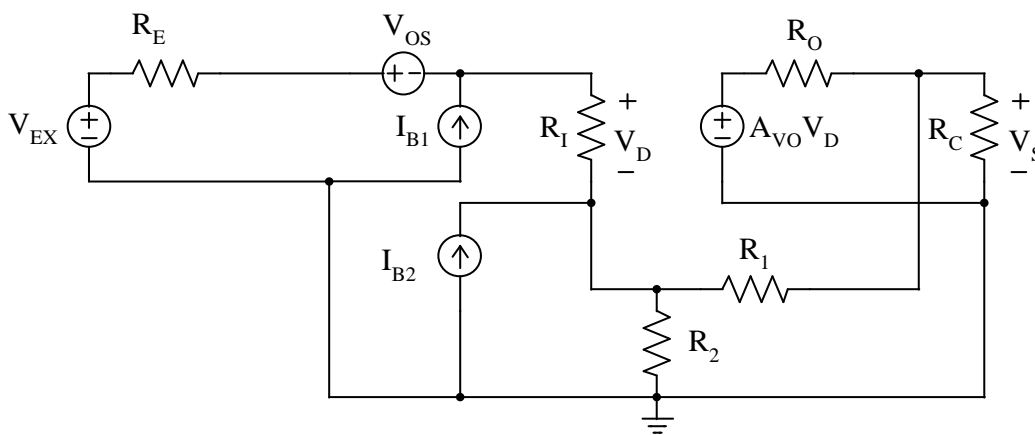 R_E
V_OS
R_O
V_EX
+
−
+ −
I_B1
R_I
+
V_D
−
+
−
A_VO V_D
R_C
+
V_S
−
I_B2
R_1
R_2